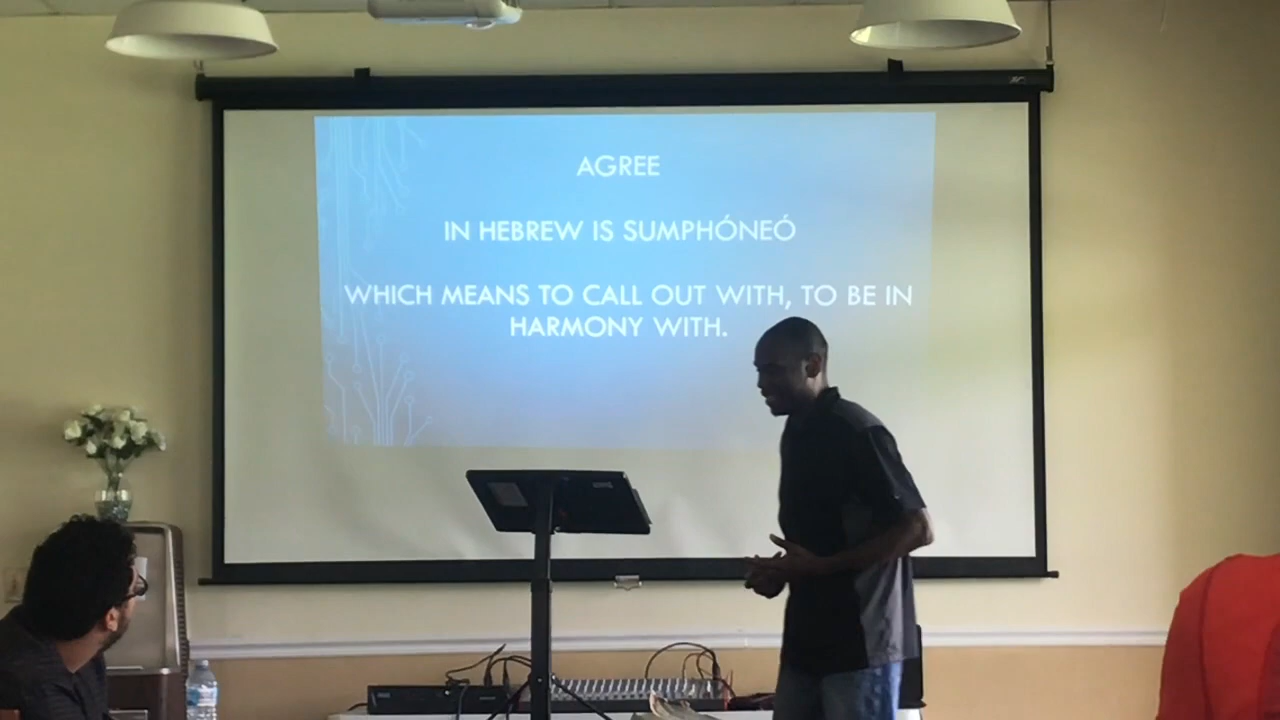 AGREE
IN HEBREW IS SUMPHÓNEÓ
WHICH MEANS TO CALL OUT WITH, TO BE IN
HARMONY WITH.